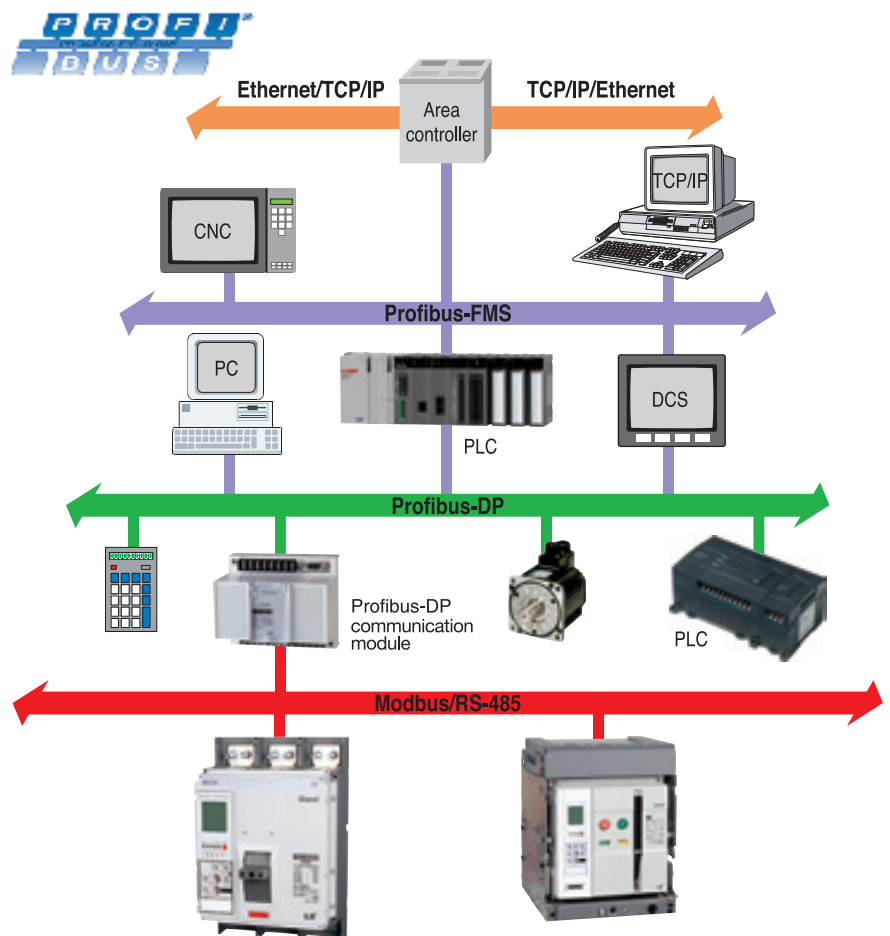 PROFI
BUS
Ethernet/TCP/IP
TCP/IP/Ethernet
Area
controller
TCP/IP
CNC
Profibus-FMS
PC
DCS
PLC
Profibus-DP
Profibus-DP
communication
module
PLC
Modbus/RS-485